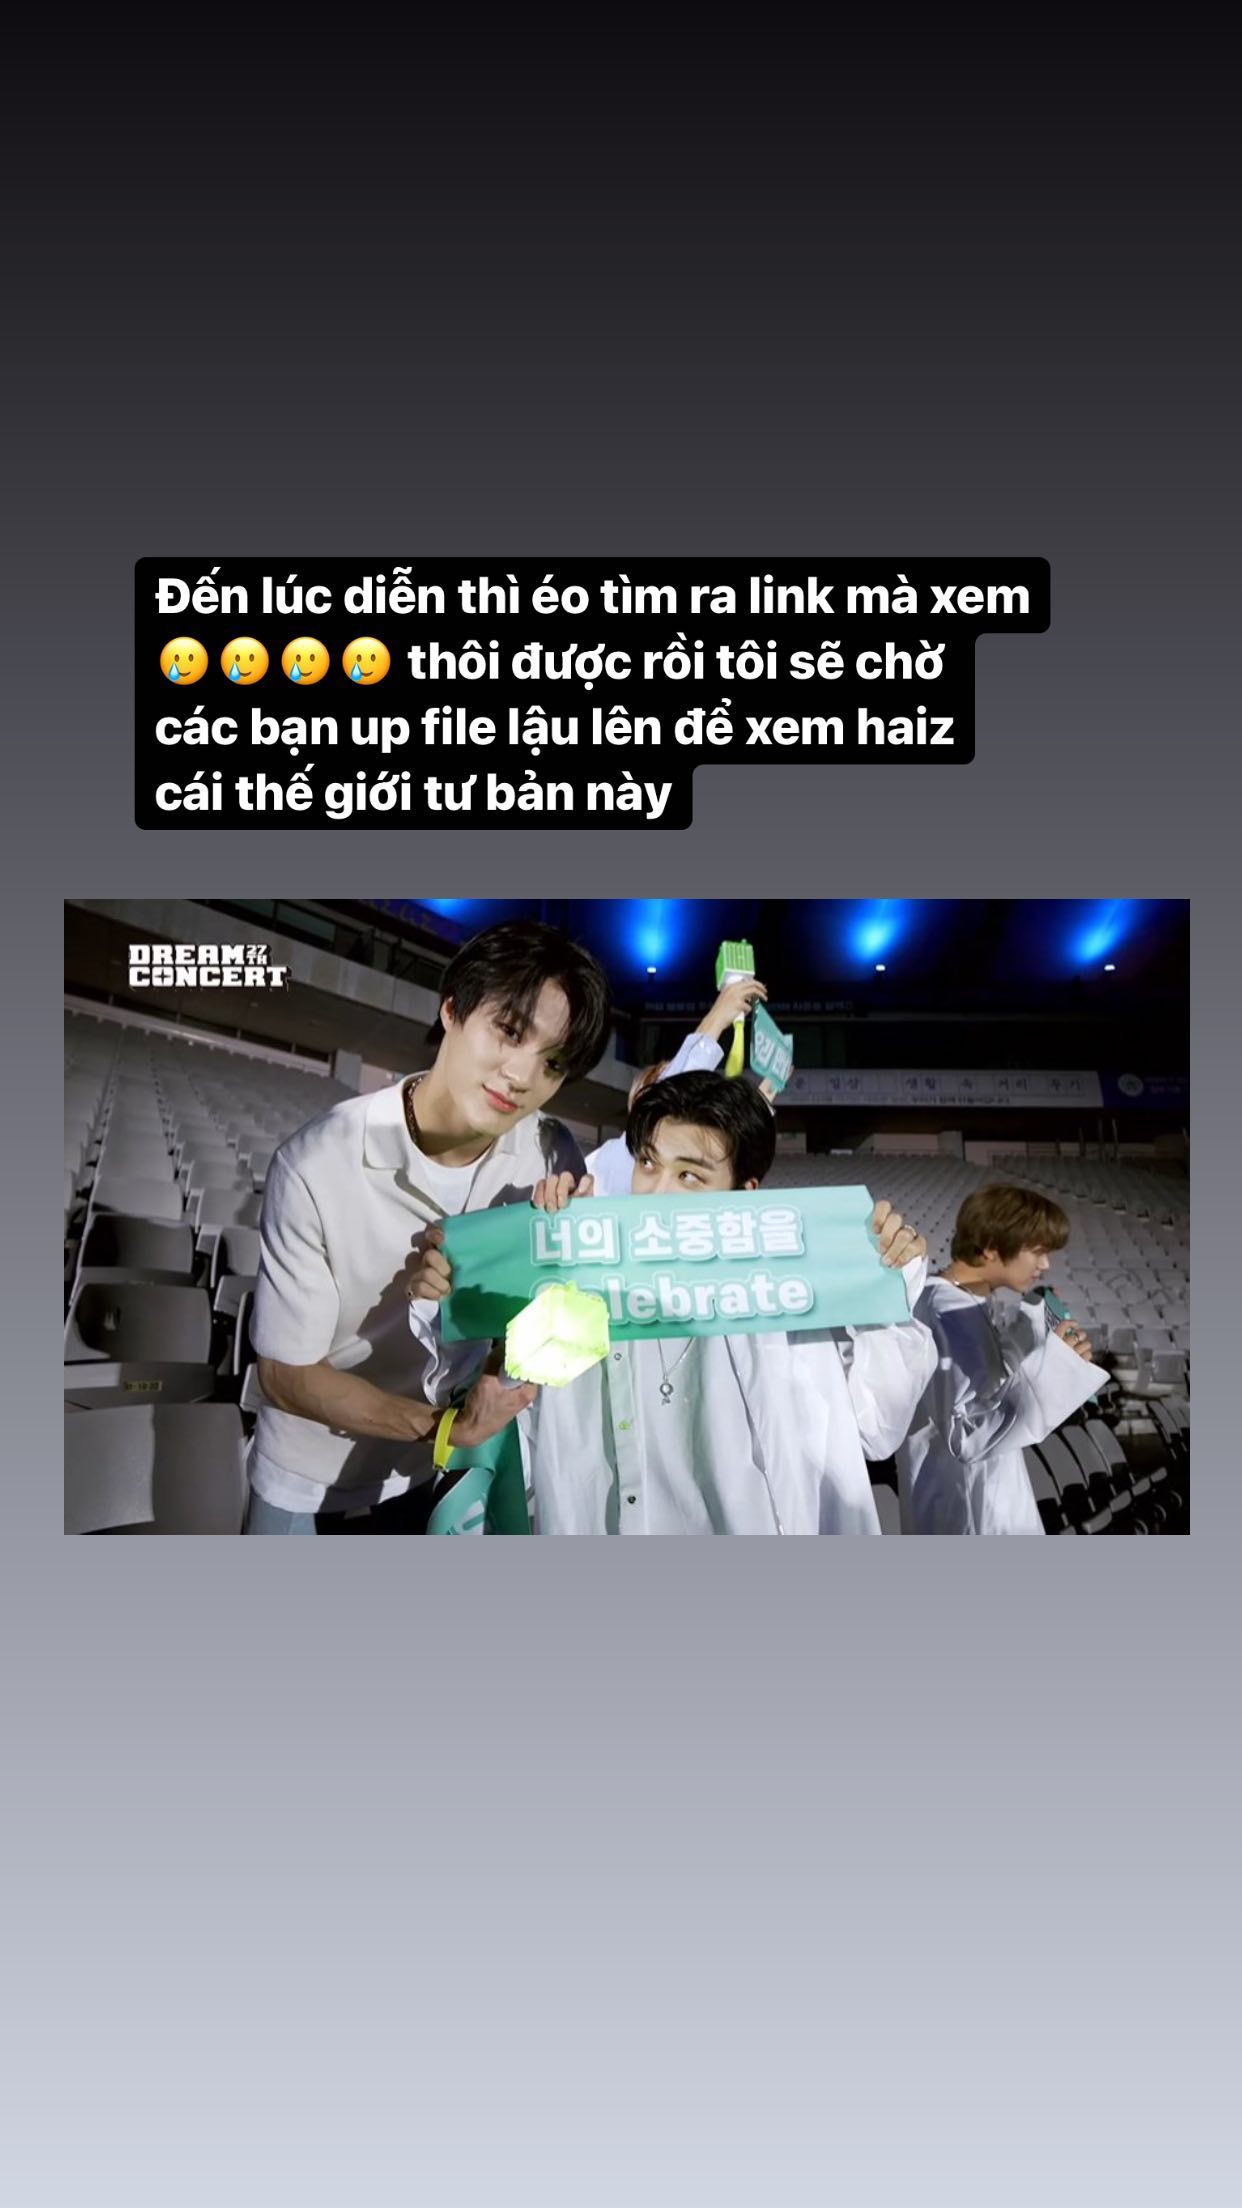 Đến lúc diễn thì éo tìm ra link mà xem
🥲🥲🥲🥲 thôi được rồi tôi sẽ chờ
các bạn up file lậu lên để xem haiz
cái thế giới tư bản này
DREAM 27TH
CONCERT
너의 소중함을
lebrate